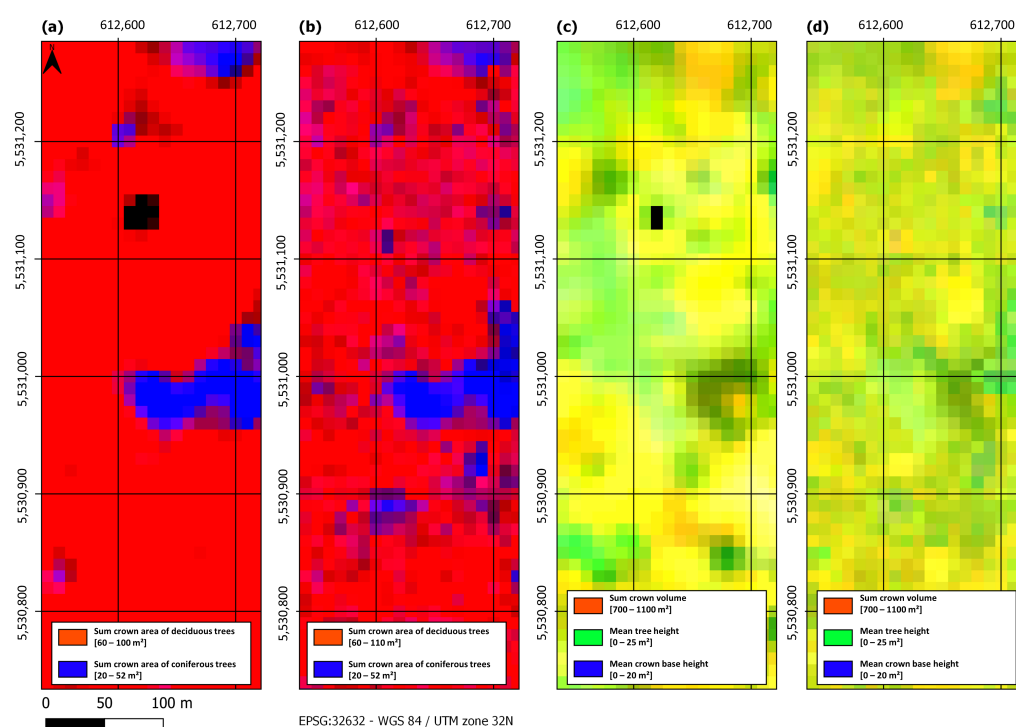 (a) 612,600 612,700 (b) 612,600 612,700 (c) 612,600 612,700 (d) 612,600 612,700
N
5,531,200 5,531,200 5,531,200 5,531,200
5,531,100 5,531,100 5,531,100 5,531,100
5,531,000 5,531,000 5,531,000 5,531,000
5,530,900 5,530,900 5,530,900 5,530,900
5,530,800 5,530,800 5,530,800 5,530,800
Sum crown area of deciduous trees
[60 – 100 m²]
Sum crown area of coniferous trees
[20 – 52 m²]
Sum crown area of deciduous trees
[60 – 110 m²]
Sum crown area of coniferous trees
[20 – 52 m²]
Sum crown volume
[700 – 1100 m²]
Mean tree height
[0 – 25 m²]
Mean crown base height
[0 – 20 m²]
Sum crown volume
[700 – 1100 m²]
Mean tree height
[0 – 25 m²]
Mean crown base height
[0 – 20 m²]
0 50 100 m
EPSG:32632 - WGS 84 / UTM zone 32N